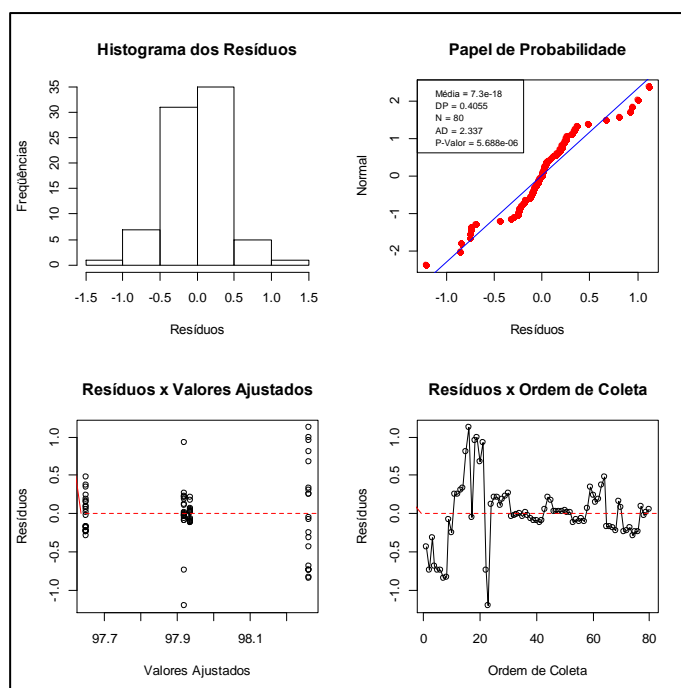 Histograma dos Resíduos
Freqüências
0 5 10 15 20 25 30 35
-1.5 -1.0 -0.5 0.0 0.5 1.0 1.5
Resíduos
Papel de Probabilidade
Média = 7.3e-18
DP = 0.4055
N = 80
AD = 2.337
P-Valor = 5.688e-06
Normal
-2 -1 0 1 2
-1.0 -0.5 0.0 0.5 1.0
Resíduos
Resíduos x Valores Ajustados
Resíduos
-1.0 -0.5 0.0 0.5 1.0
97.7 97.9 98.1
Valores Ajustados
Resíduos x Ordem de Coleta
Resíduos
-1.0 -0.5 0.0 0.5 1.0
0 20 40 60 80
Ordem de Coleta